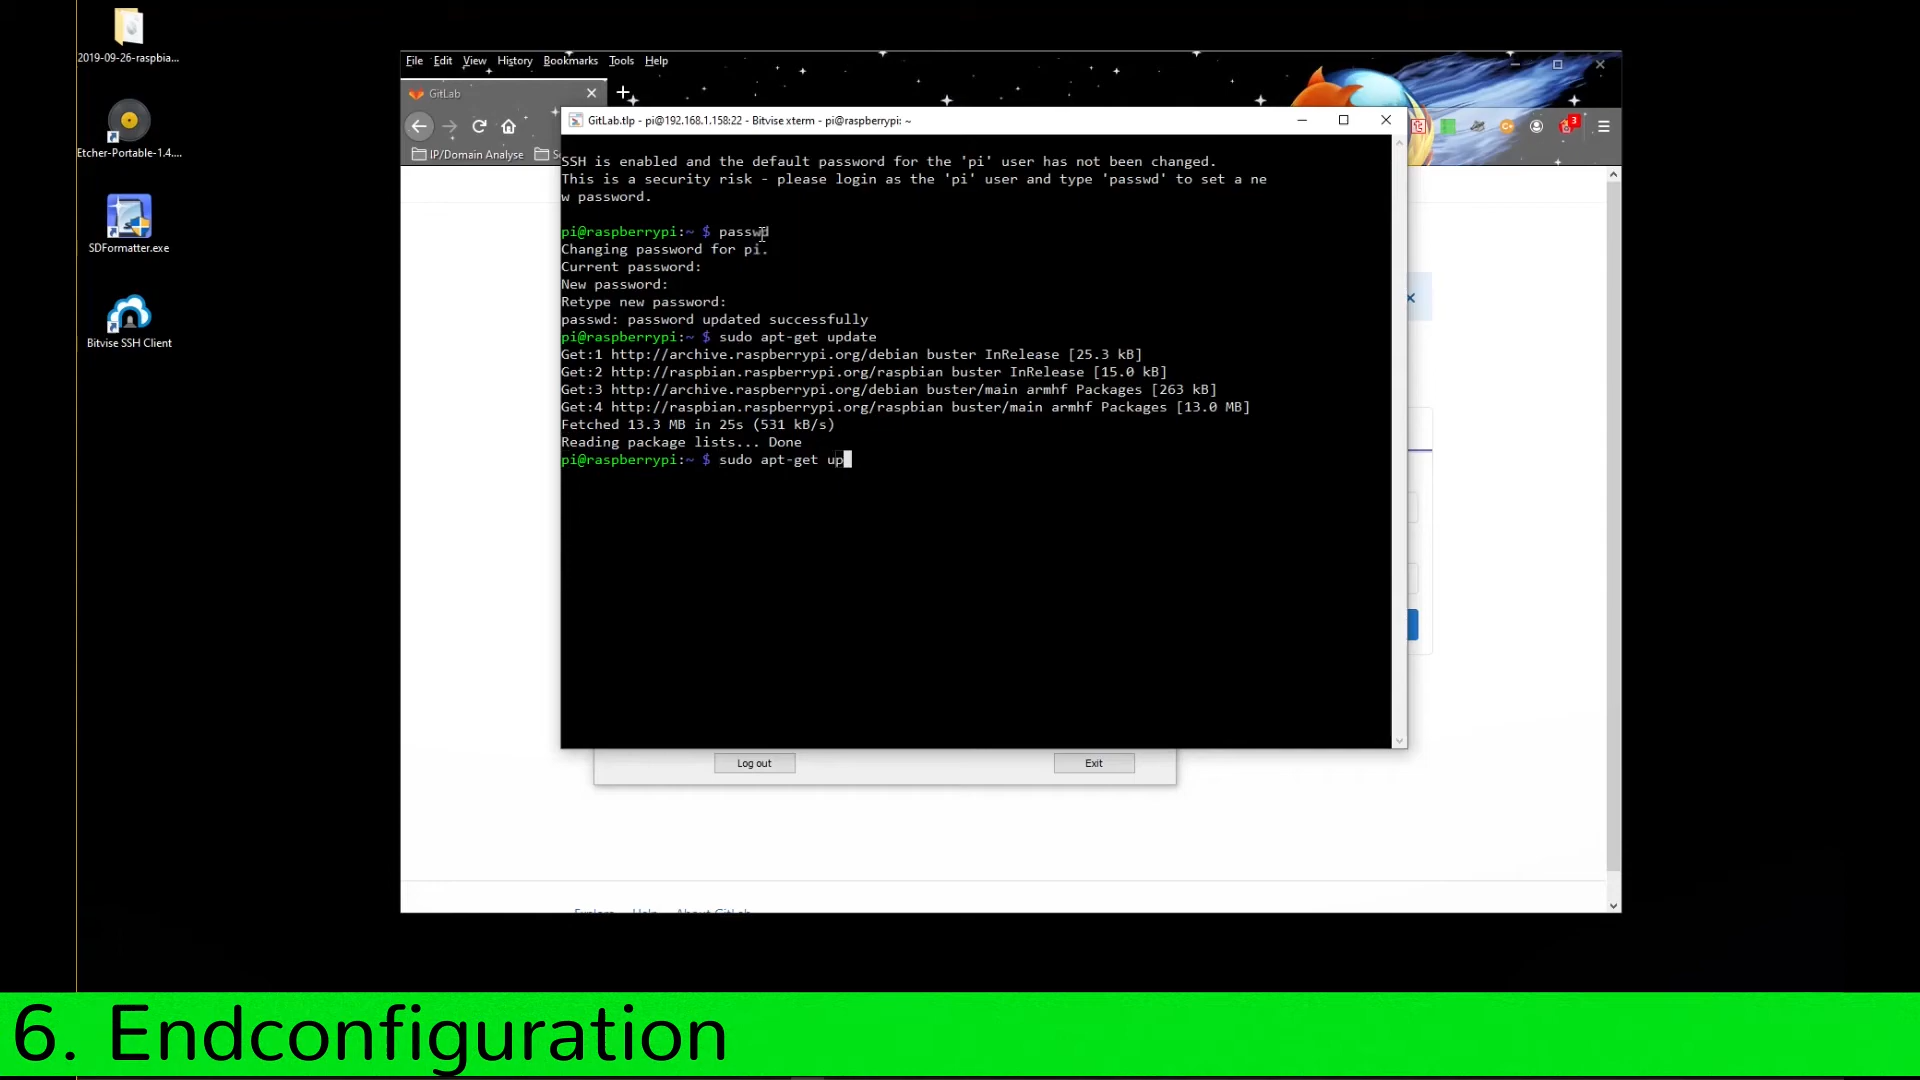 2019-09-26-raspbia...
Etcher-Portable-1.4....
SDFormatter.exe
Bitvise SSH Client
File Edit View History Bookmarks Tools Help
GitLab
3
IP/Domain Analyse
GitLab.tlp - pi@192.168.1.158:22 - Bitvise xterm - pi@raspberrypi: ~
SSH is enabled and the default password for the 'pi' user has not been changed.
This is a security risk - please login as the 'pi' user and type 'passwd' to set a ne
w password.
pi@raspberrypi:~ $ passwd
Changing password for pi.
Current password:
New password:
Retype new password:
passwd: password updated successfully
pi@raspberrypi:~ $ sudo apt-get update
Get:1 http://archive.raspberrypi.org/debian buster InRelease [25.3 kB]
Get:2 http://raspbian.raspberrypi.org/raspbian buster InRelease [15.0 kB]
Get:3 http://archive.raspberrypi.org/debian buster/main armhf Packages [263 kB]
Get:4 http://raspbian.raspberrypi.org/raspbian buster/main armhf Packages [13.0 MB]
Fetched 13.3 MB in 25s (531 kB/s)
Reading package lists... Done
pi@raspberrypi:~ $ sudo apt-get up
Log out Exit
Explore Help About GitLab
6. Endconfiguration